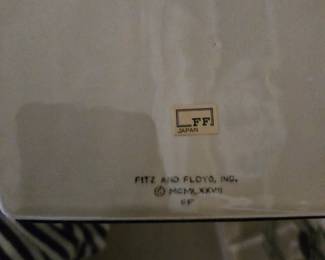 FF
JAPAN
FITZ AND FLOYD, INC.
© MCMLXXVII
FF